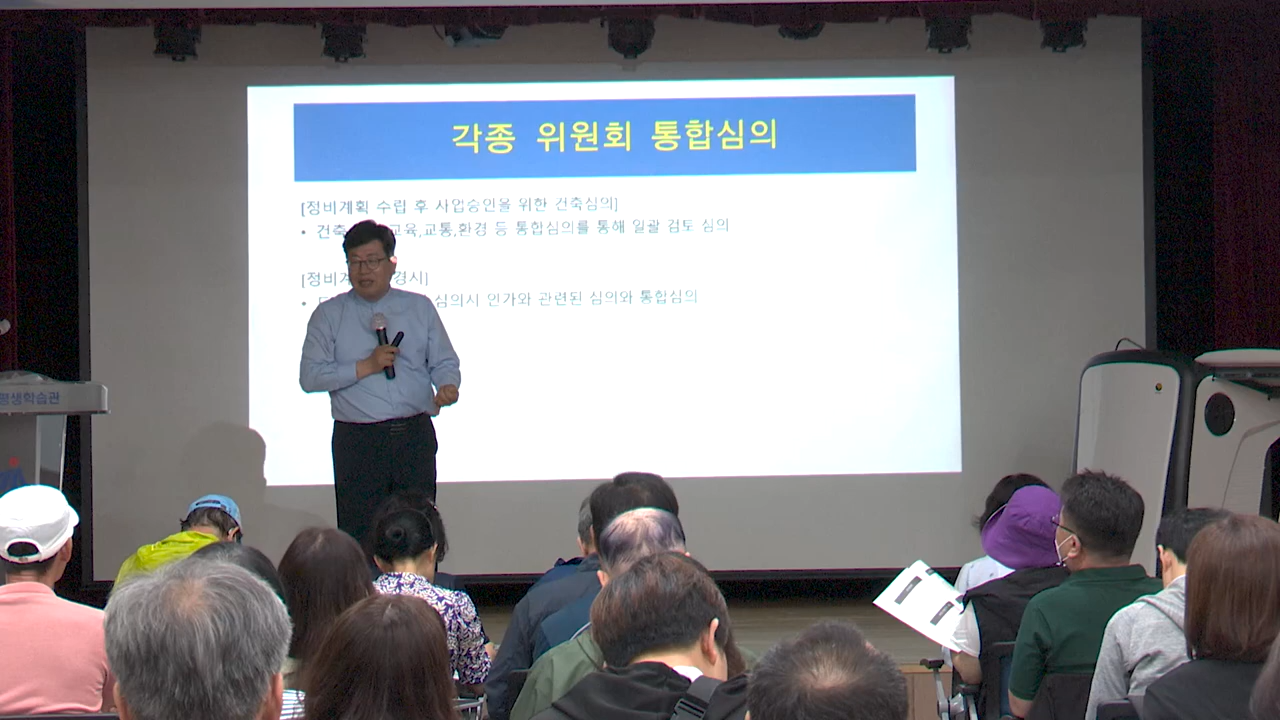 각종 위원회 통합심의
[정비계획 수립 후 사업승인을 위한 건축심의]
• 건축 교육,교통,환경 등 통합심의를 통해 일괄 검토 심의
[정비계 경시]
• 심의시 인가와 관련된 심의와 통합심의
평생학습관